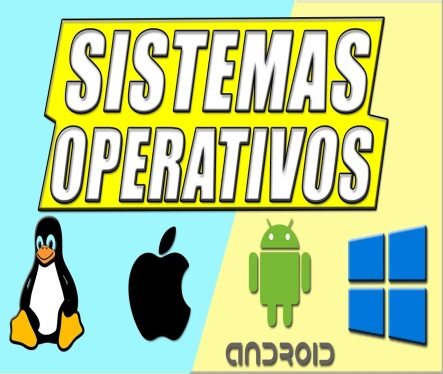 SISTEMAS
OPERATIVOS
ANDROID